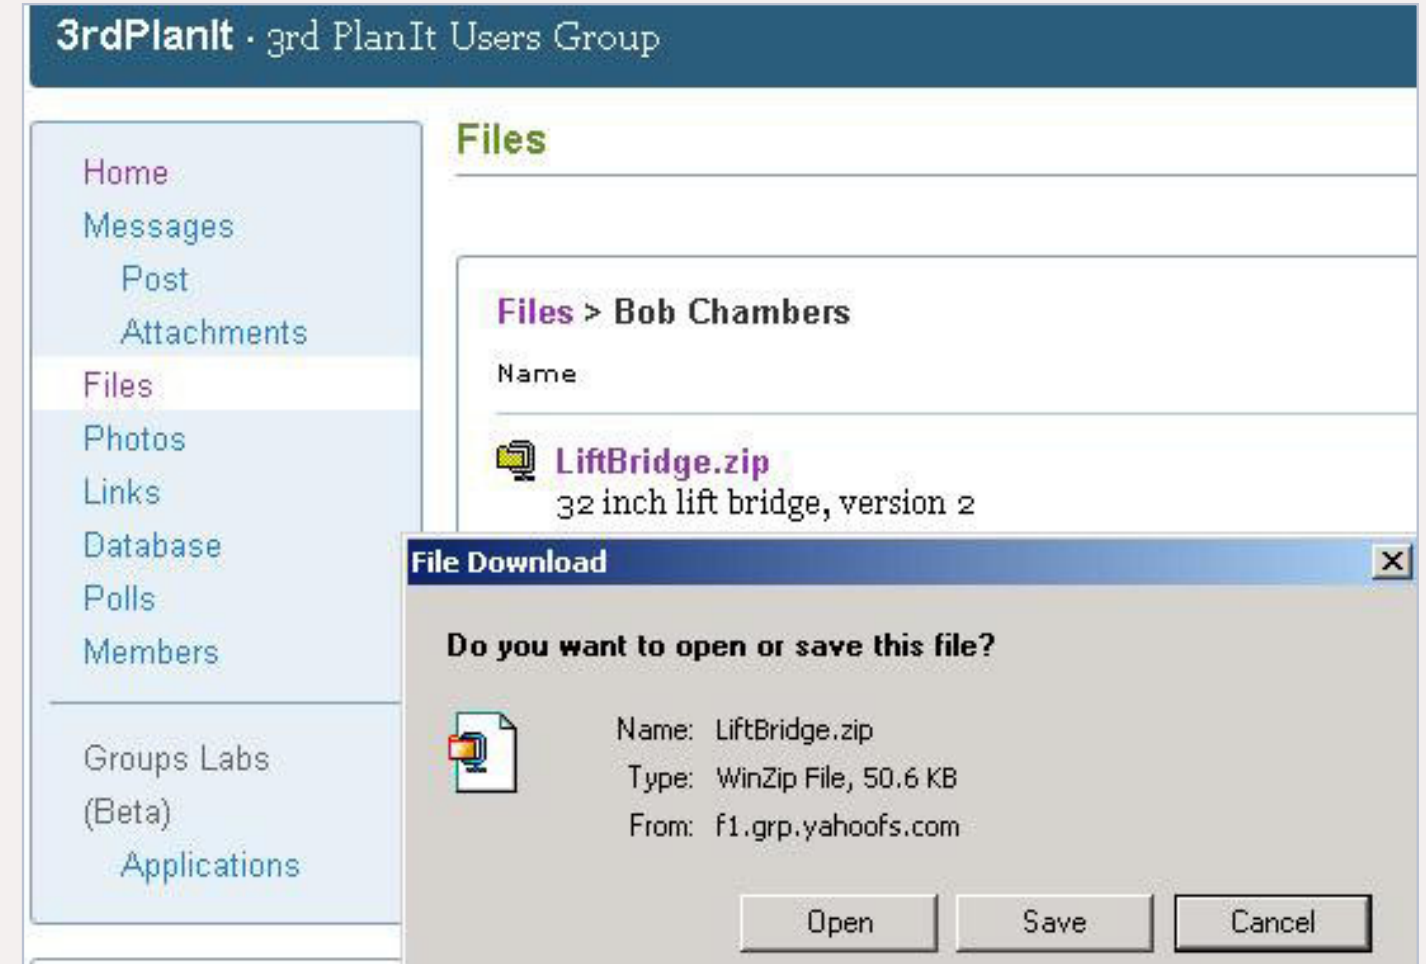 3rdPlanIt · 3rd PlanIt Users Group
Home
Messages
Post
Attachments
Files
Photos
Links
Database
Polls
Members
Groups Labs
(Beta)
Applications
Files
Files > Bob Chambers
Name
LiftBridge.zip
32 inch lift bridge, version 2
File Download
Do you want to open or save this file?
Name: LiftBridge.zip
Type: WinZip File, 50.6 KB
From: f1.grp.yahoofs.com
Open Save Cancel